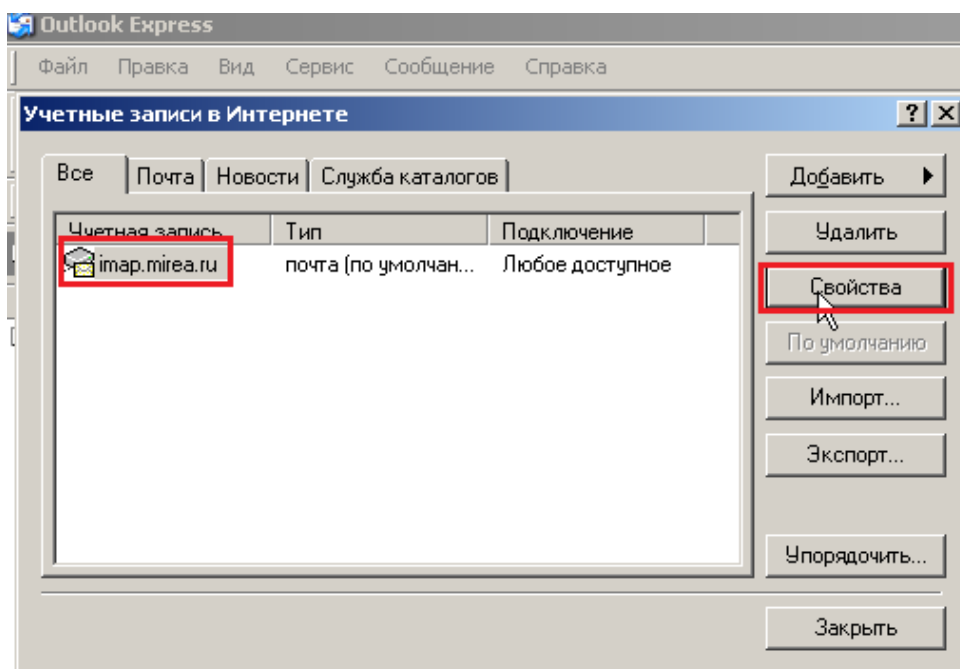 Outlook Express
Файл Правка Вид Сервис Сообщение Справка
Учетные записи в Интернете
Все Почта Новости Служба каталогов
Учетная запись Тип Подключение
imap.mirea.ru почта (по умолчан... Любое доступное
Добавить
Удалить
Свойства
По умолчанию
Импорт...
Экспорт...
Упорядочить...
Закрыть